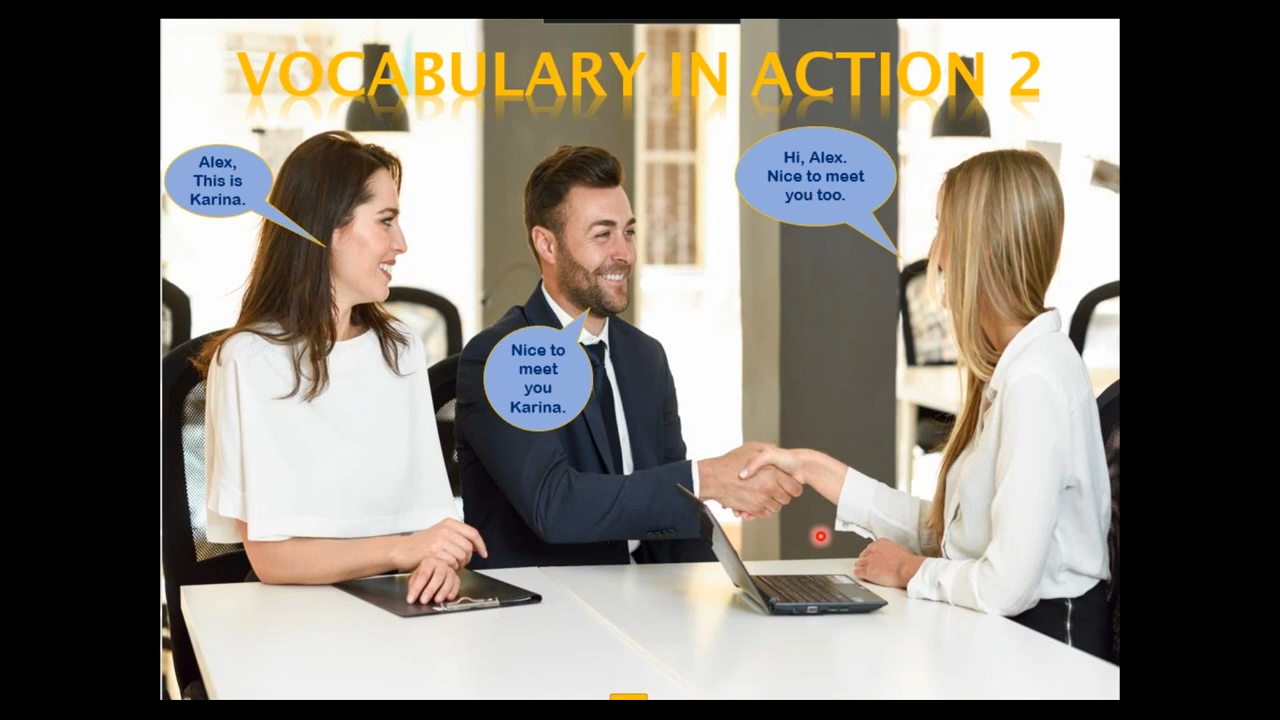 VOCABULARY IN ACTION 2
Alex,
This is
Karina.
Nice to
meet
you
Karina.
Hi, Alex.
Nice to meet
you too.